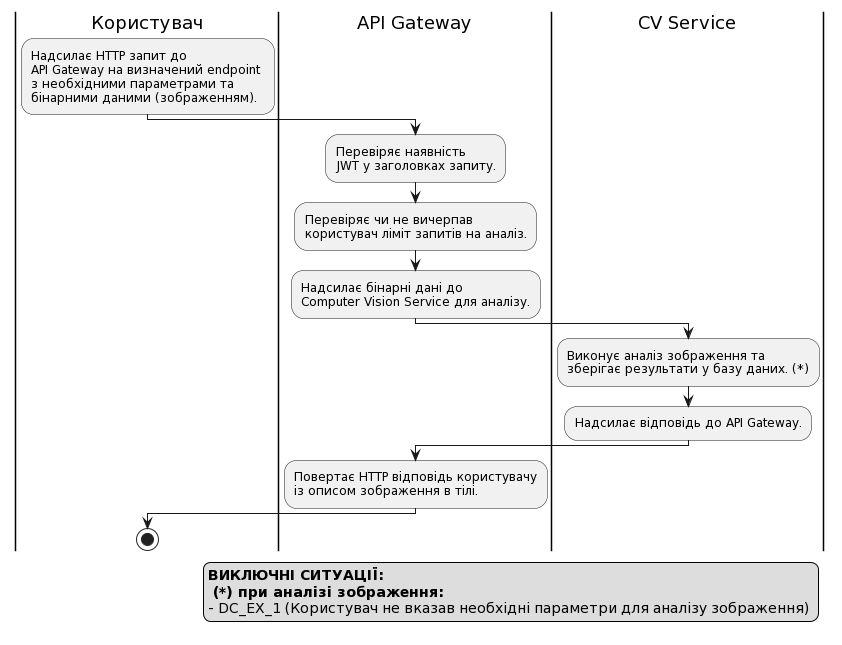 Користувач
API Gateway
CV Service
Надсилає HTTP запит до
API Gateway на визначений endpoint
з необхідними параметрами та
бінарними даними (зображенням).
Перевіряє наявність
JWT у заголовках запиту.
Перевіряє чи не вичерпав
користувач ліміт запитів на аналіз.
Надсилає бінарні дані до
Computer Vision Service для аналізу.
Виконує аналіз зображення та
зберігає результати у базу даних. (*)
Надсилає відповідь до API Gateway.
Повертає HTTP відповідь користувачу
із описом зображення в тілі.
ВИКЛЮЧНІ СИТУАЦІЇ:
(*) при аналізі зображення:
- DC_EX_1 (Користувач не вказав необхідні параметри для аналізу зображення)